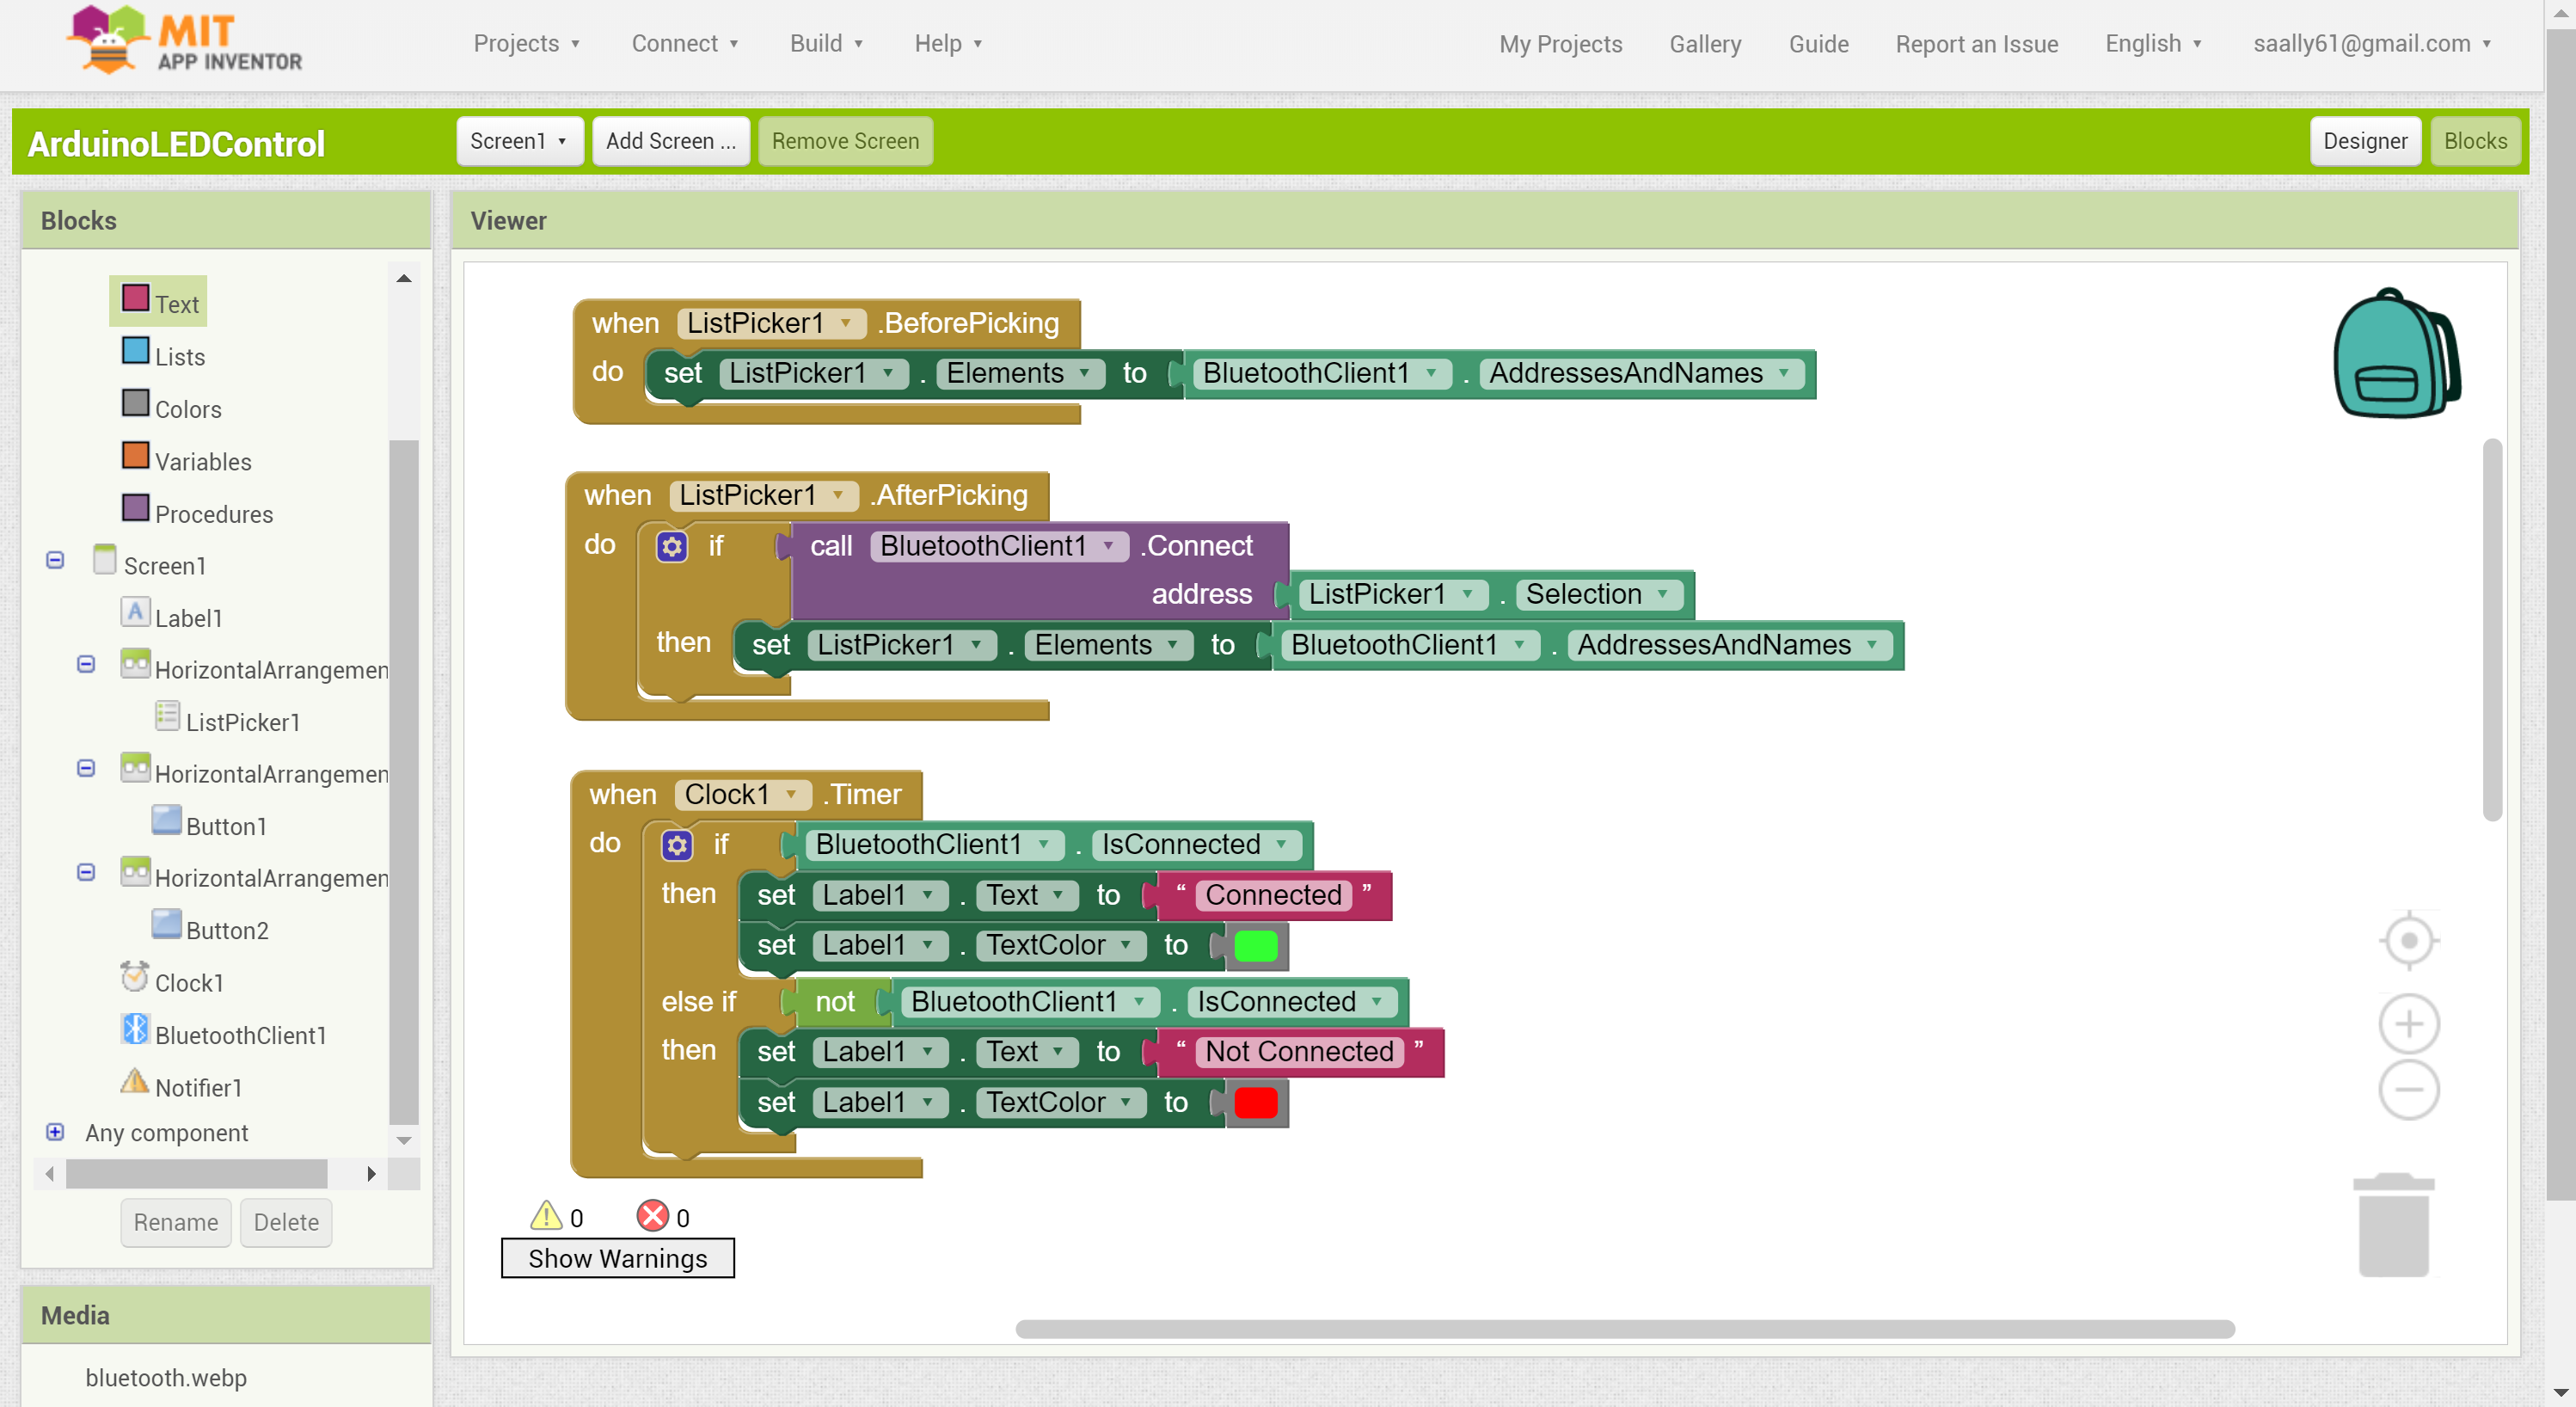 MIT
APP INVENTOR
Projects Connect Build Help My Projects Gallery Guide Report an Issue English saally61@gmail.com
ArduinoLEDControl Screen1 Add Screen ... Remove Screen Designer Blocks
Blocks
Text
Lists
Colors
Variables
Procedures
Screen1
Label1
HorizontalArrangemen
ListPicker1
HorizontalArrangemen
Button1
HorizontalArrangemen
Button2
Clock1
BluetoothClient1
Notifier1
Any component
Rename Delete
Media
bluetooth.webp
Viewer
when ListPicker1 .BeforePicking
do set ListPicker1 . Elements to BluetoothClient1 . AddressesAndNames
when ListPicker1 .AfterPicking
do if call BluetoothClient1 .Connect
address ListPicker1 . Selection
then set ListPicker1 . Elements to BluetoothClient1 . AddressesAndNames
when Clock1 .Timer
do if BluetoothClient1 . IsConnected
then set Label1 . Text to “ Connected ”
set Label1 . TextColor to
else if not BluetoothClient1 . IsConnected
then set Label1 . Text to “ Not Connected ”
set Label1 . TextColor to
0 0
Show Warnings